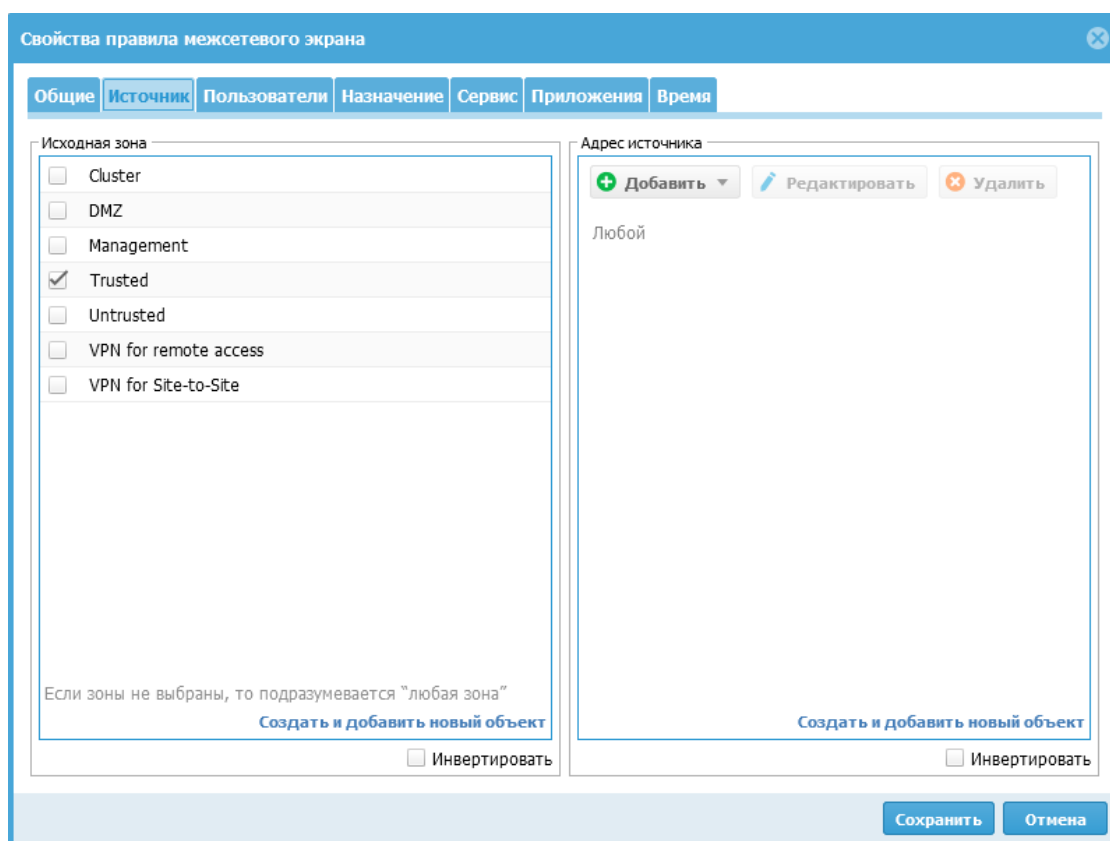 Свойства правила межсетевого экрана
Общие Источник Пользователи Назначение Сервис Приложения Время
Исходная зона
Cluster
DMZ
Management
Trusted
Untrusted
VPN for remote access
VPN for Site-to-Site
Если зоны не выбраны, то подразумевается “любая зона”
Создать и добавить новый объект
Инвертировать
Адрес источника
Добавить Редактировать Удалить
Любой
Создать и добавить новый объект
Инвертировать
Сохранить Отмена